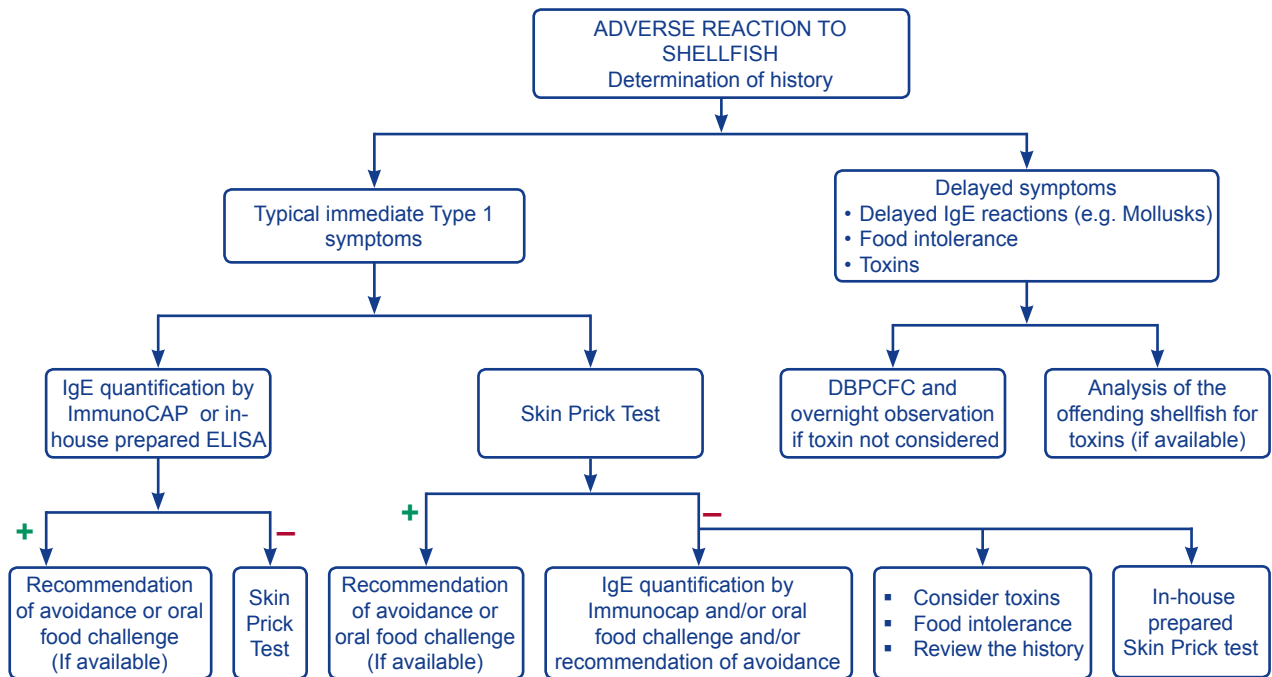 ADVERSE REACTION TO
SHELLFISH
Determination of history
Typical immediate Type 1
symptoms
Delayed symptoms
• Delayed IgE reactions (e.g. Mollusks)
• Food intolerance
• Toxins
IgE quantification by
ImmunoCAP or in-
house prepared ELISA
Skin Prick Test
DBPCFC and
overnight observation
if toxin not considered
Analysis of the
offending shellfish for
toxins (if available)
+
−
+
−
Recommendation
of avoidance or oral
food challenge
(If available)
Skin
Prick
Test
Recommendation
of avoidance or
oral food challenge
(If available)
IgE quantification by
Immunocap and/or oral
food challenge and/or
recommendation of avoidance
▪ Consider toxins
▪ Food intolerance
▪ Review the history
In-house
prepared
Skin Prick test